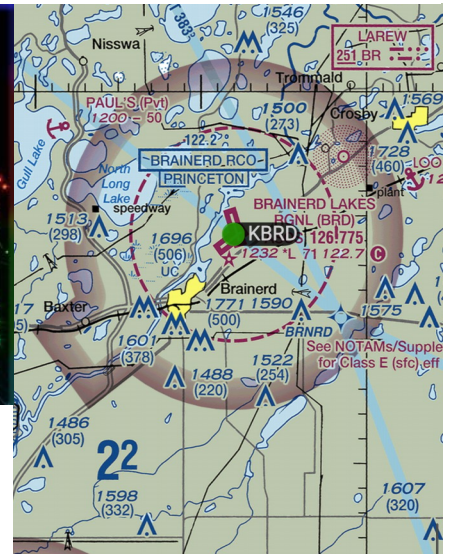 383
1546
(325)
Nisswa
LAREW
251 BR
Trommald
PAUL'S (Pvt)
1200 - 50
1500
(273)
Crosby
1569
122.2
1728
(460)
Gull Lake
BRAINERD RCO
PRINCETON
North
Long
Lake
LOO
12
plant
BRAINERD LAKES
RGNL (BRD)
speedway
1513
(298)
KBRD
126.775
1696
(506)
UC
1232 *L 71 122.7 C
Brainerd
17
Baxter
1771
(500)
1590
1575
BRNRD
1601
(378)
See NOTAMs/Supple
for Class E (sfc) eff
1522
(254)
1488
(220)
1486
(305)
22
1598
(332)
1607
(320)